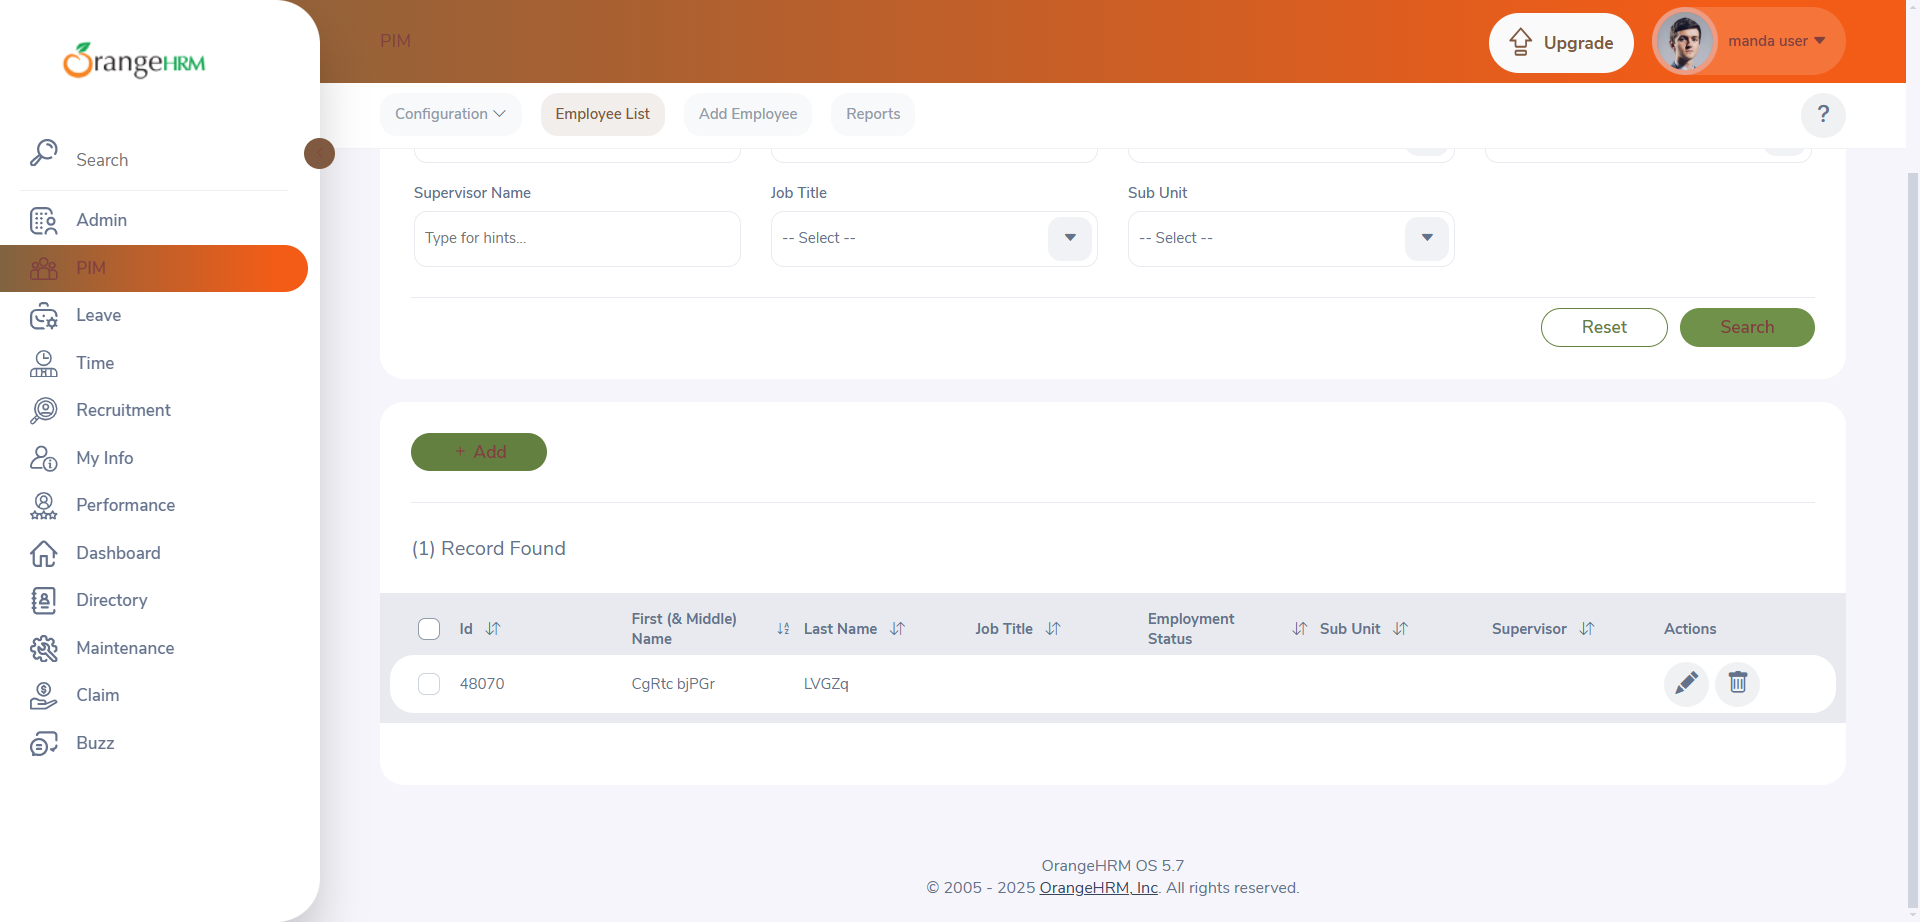 OrangeHRM
PIM
Upgrade
manda user
Configuration
Employee List
Add Employee
Reports
?
Search
Admin
PIM
Leave
Time
Recruitment
My Info
Performance
Dashboard
Directory
Maintenance
Claim
Buzz
Supervisor Name
Job Title
Sub Unit
Type for hints...
-- Select --
-- Select --
Reset
Search
+ Add
(1) Record Found
Id
First (& Middle)
Name
Last Name
Job Title
Employment
Status
Sub Unit
Supervisor
Actions
48070
CgRtc bjPGr
LVGZq
OrangeHRM OS 5.7
© 2005 - 2025 OrangeHRM, Inc. All rights reserved.